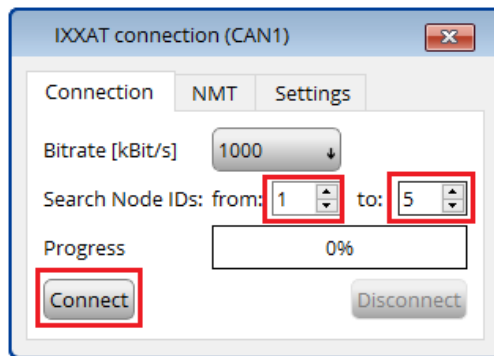 IXXAT connection (CAN1)
Connection NMT Settings
Bitrate [kBit/s] 1000
Search Node IDs: from: 1 to: 5
Progress 0%
Connect Disconnect